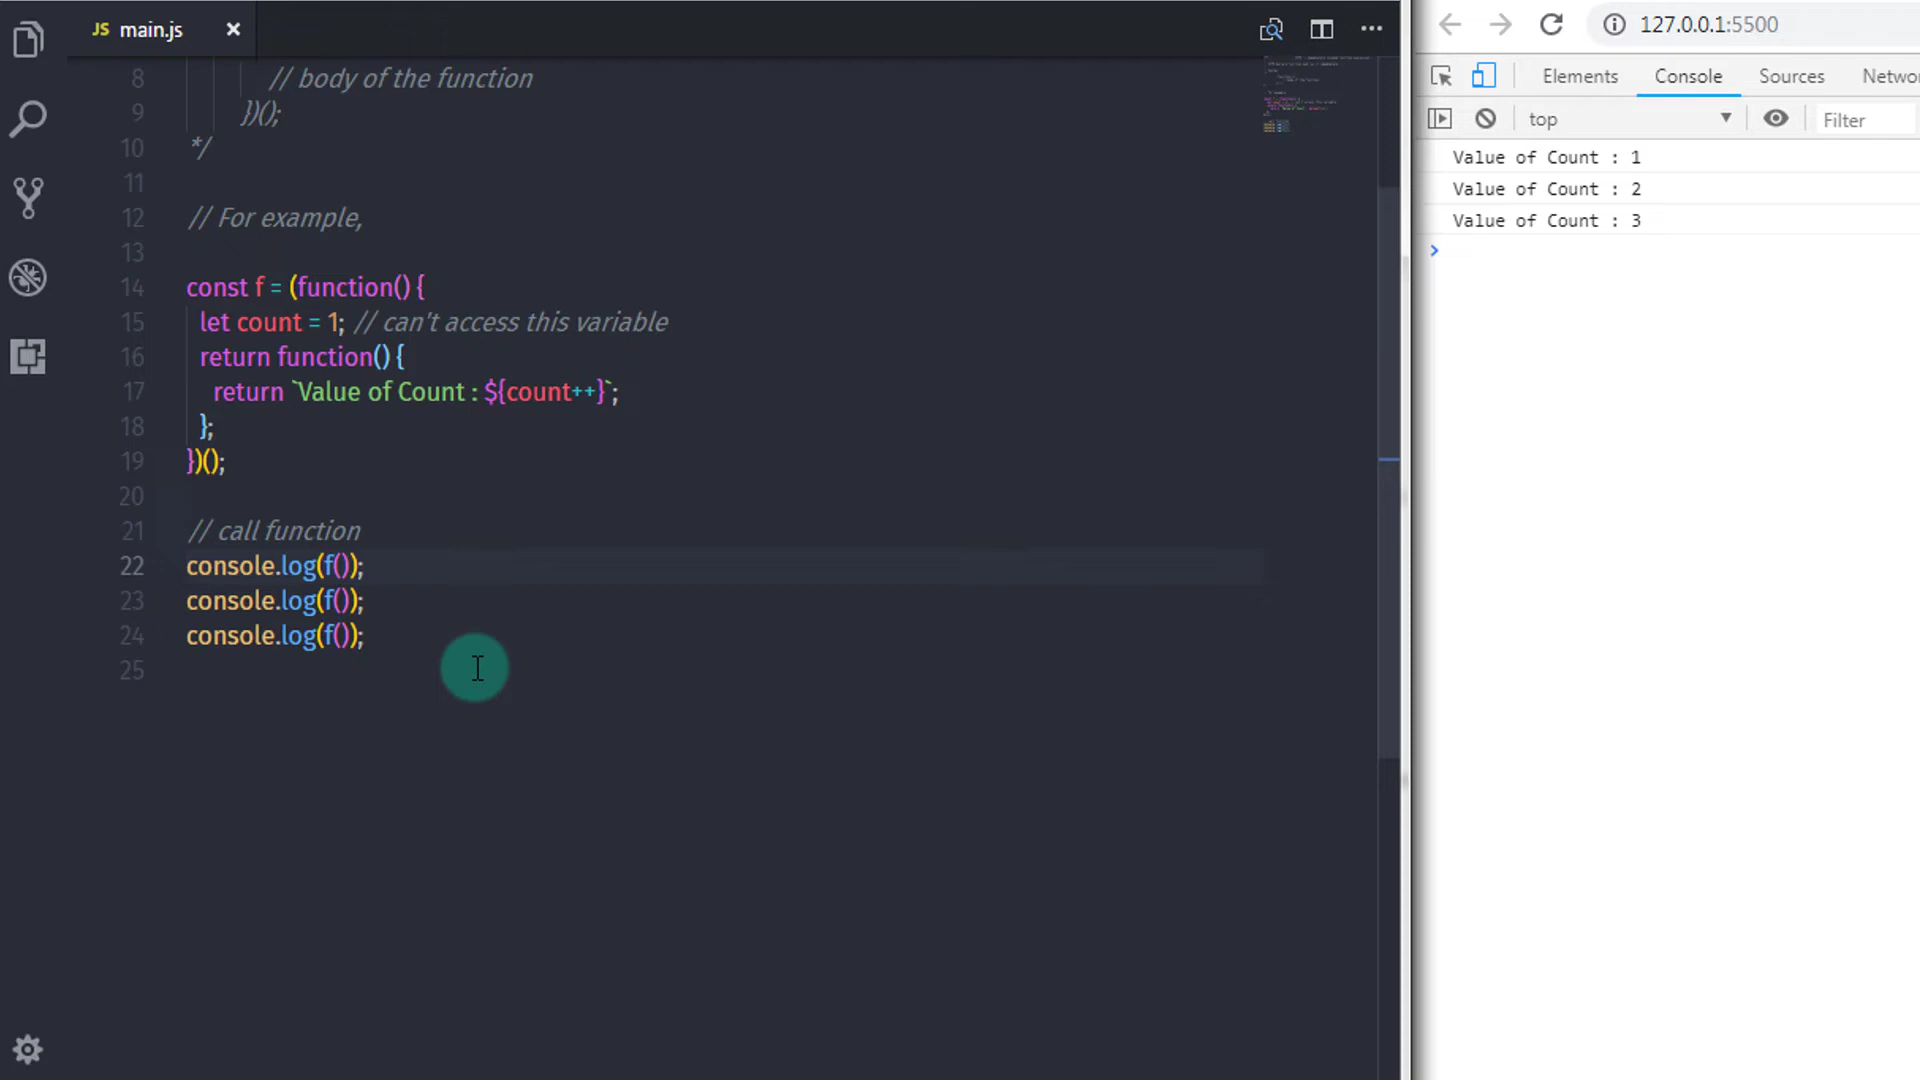 JS main.js
8 // body of the function
9 })();
10 */
11
12 // For example,
13
14 const f = (function() {
15 let count = 1; // can't access this variable
16 return function() {
17 return `Value of Count : ${count++}`;
18 };
19 })();
20
21 // call function
22 console.log(f());
23 console.log(f());
24 console.log(f());
25
127.0.0.1:5500
Elements Console Sources Netwo
top Filter
Value of Count : 1
Value of Count : 2
Value of Count : 3